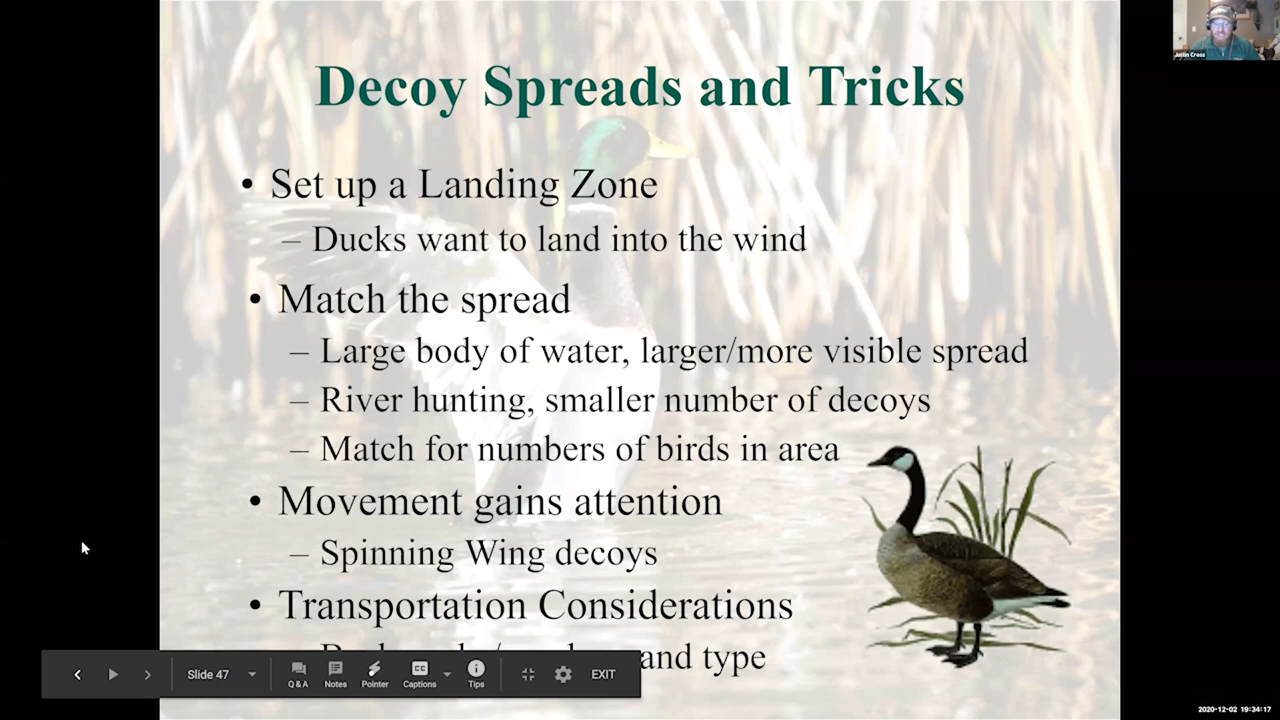 Decoy Spreads and Tricks
• Set up a Landing Zone
– Ducks want to land into the wind
• Match the spread
– Large body of water, larger/more visible spread
– River hunting, smaller number of decoys
– Match for numbers of birds in area
• Movement gains attention
– Spinning Wing decoys
• Transportation Considerations
and type
Slide 47
Q & A
Notes
Pointer
Captions
Tips
EXIT
Justin Cross
2020-12-02 19:34:17